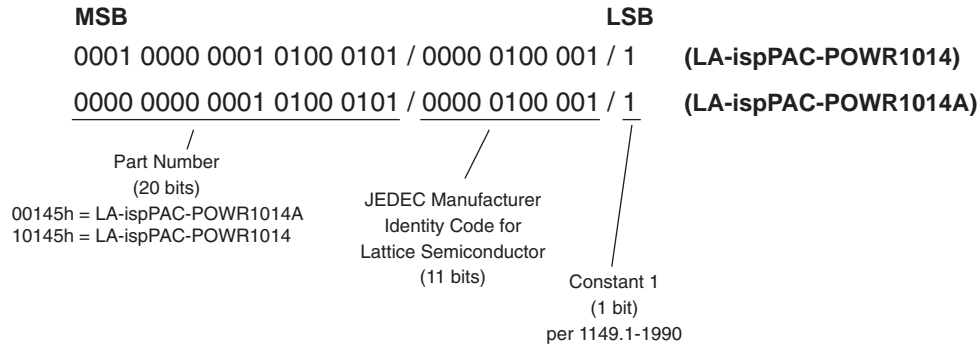 MSB LSB
0001 0000 0001 0100 0101 / 0000 0100 001 / 1 (LA-ispPAC-POWR1014)
0000 0000 0001 0100 0101 / 0000 0100 001 / 1 (LA-ispPAC-POWR1014A)
Part Number
(20 bits)
00145h = LA-ispPAC-POWR1014A
10145h = LA-ispPAC-POWR1014
JEDEC Manufacturer
Identity Code for
Lattice Semiconductor
(11 bits)
Constant 1
(1 bit)
per 1149.1-1990